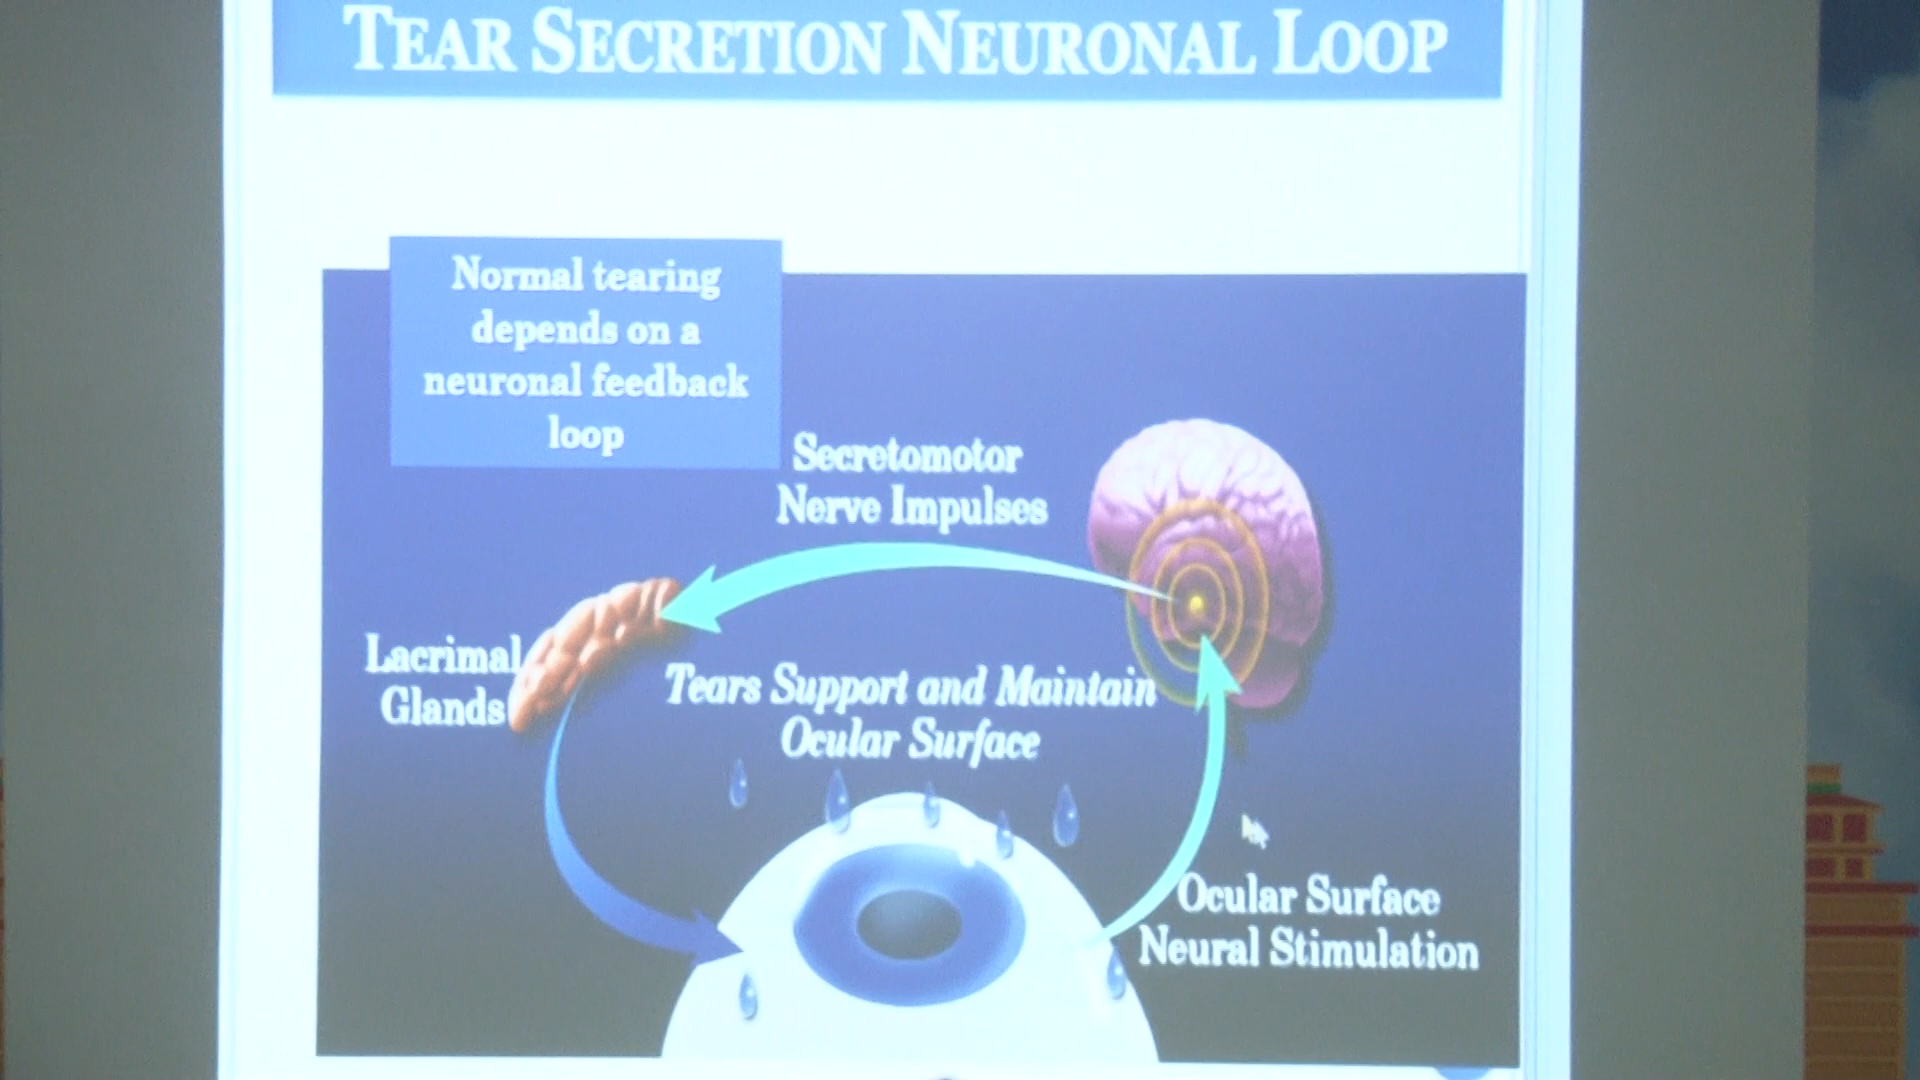 TEAR SECRETION NEURONAL LOOP
Normal tearing
depends on a
neuronal feedback
loop
Secretomotor
Nerve Impulses
Lacrimal
Glands
Tears Support and Maintain
Ocular Surface
Ocular Surface
Neural Stimulation